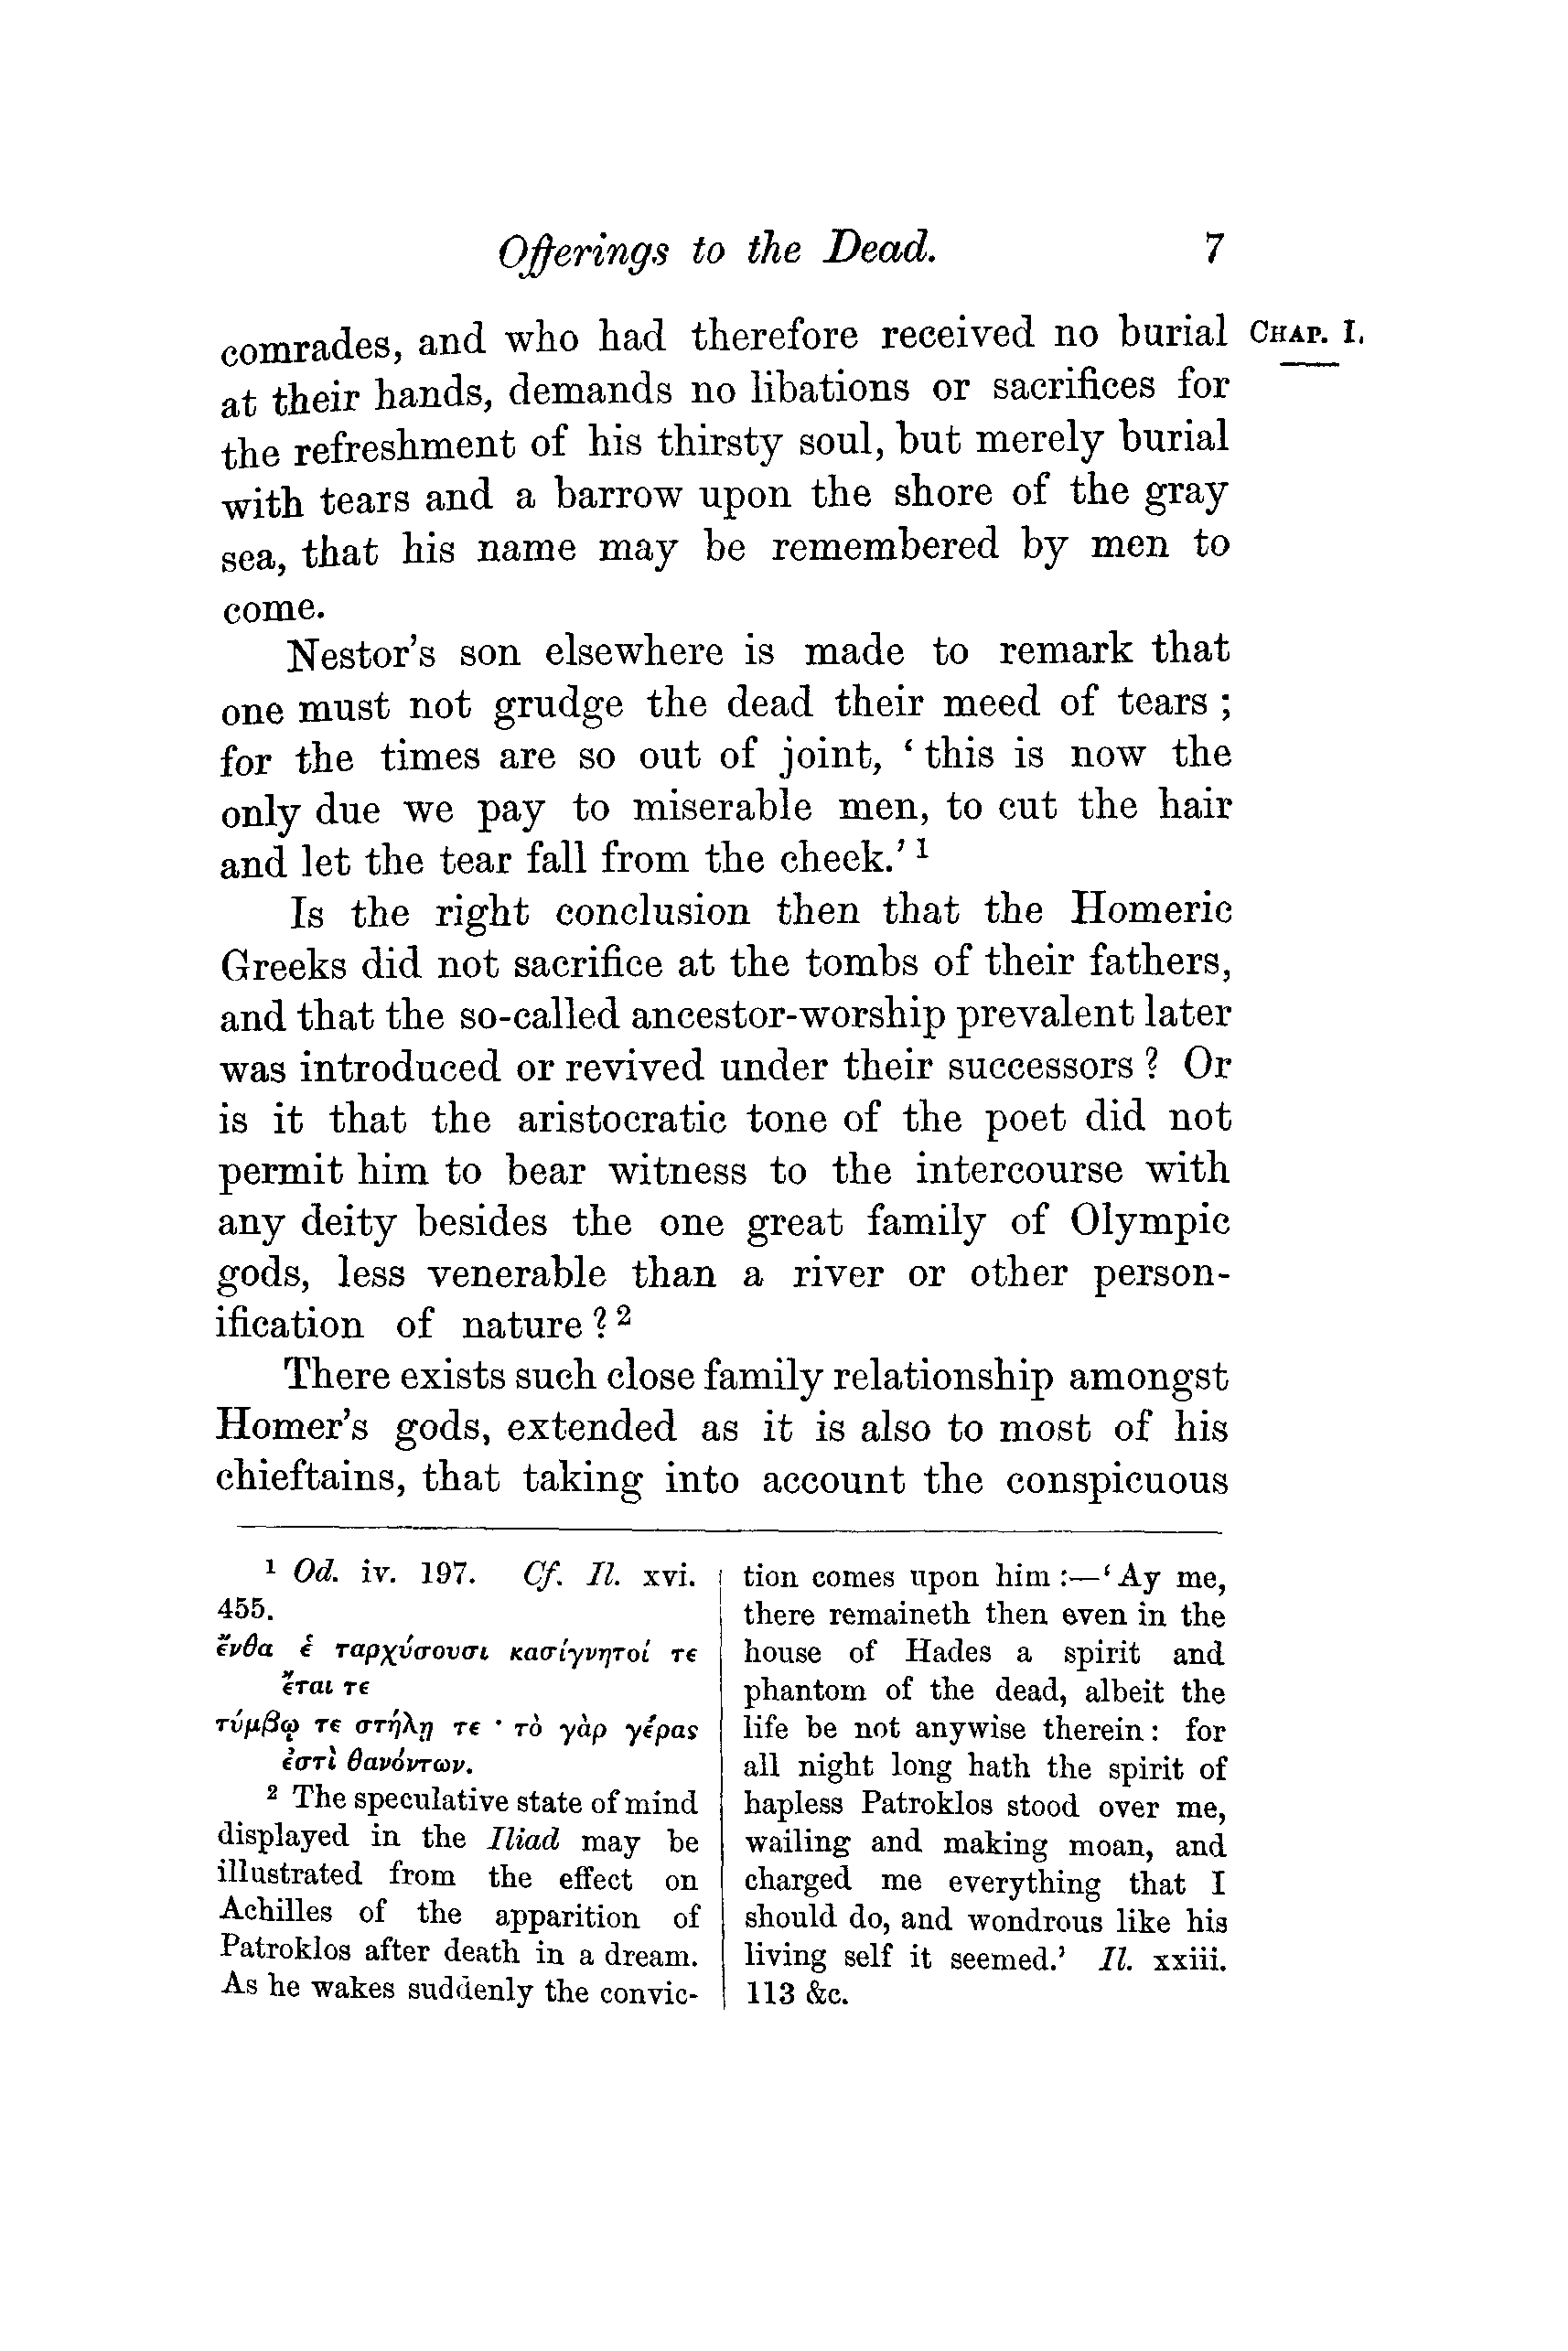 Offerings to the Dead. 7
CHAP. I.
comrades, and who had therefore received no burial
at their hands, demands no libations or sacrifices for
the refreshment of his thirsty soul, but merely burial
with tears and a barrow upon the shore of the gray
sea, that his name may be remembered by men to
come.
Nestor's son elsewhere is made to remark that
one must not grudge the dead their meed of tears ;
for the times are so out of joint, ‘this is now the
only due we pay to miserable men, to cut the hair
and let the tear fall from the cheek.’ ¹
Is the right conclusion then that the Homeric
Greeks did not sacrifice at the tombs of their fathers,
and that the so-called ancestor-worship prevalent later
was introduced or revived under their successors ? Or
is it that the aristocratic tone of the poet did not
permit him to bear witness to the intercourse with
any deity besides the one great family of Olympic
gods, less venerable than a river or other person-
ification of nature ? ²
There exists such close family relationship amongst
Homer's gods, extended as it is also to most of his
chieftains, that taking into account the conspicuous
¹ Od. iv. 197. Cf. Il. xvi.
455.
ἔνθα ἑ ταρχύσουσι κασίγνητοί τε
ἔται τε
τύμβῳ τε στήλῃ τε · τὸ γὰρ γέρας
ἐστὶ θανόντων.
² The speculative state of mind
displayed in the Iliad may be
illustrated from the effect on
Achilles of the apparition of
Patroklos after death in a dream.
As he wakes suddenly the convic-
tion comes upon him :—‘Ay me,
there remaineth then even in the
house of Hades a spirit and
phantom of the dead, albeit the
life be not anywise therein : for
all night long hath the spirit of
hapless Patroklos stood over me,
wailing and making moan, and
charged me everything that I
should do, and wondrous like his
living self it seemed.’ Il. xxiii.
113 &c.